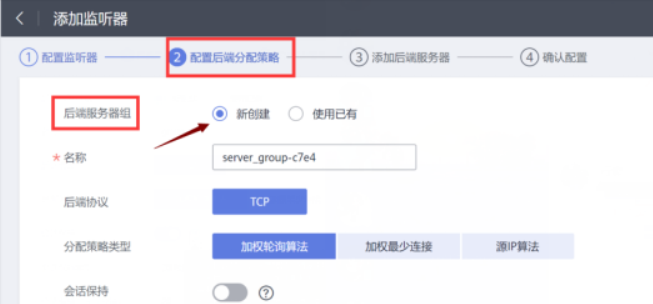 添加监听器
1 配置监听器 2 配置后端分配策略 3 添加后端服务器 4 确认配置
后端服务器组 新创建 使用已有
* 名称 server_group-c7e4
后端协议 TCP
分配策略类型 加权轮询算法 加权最少连接 源IP算法
会话保持 ?